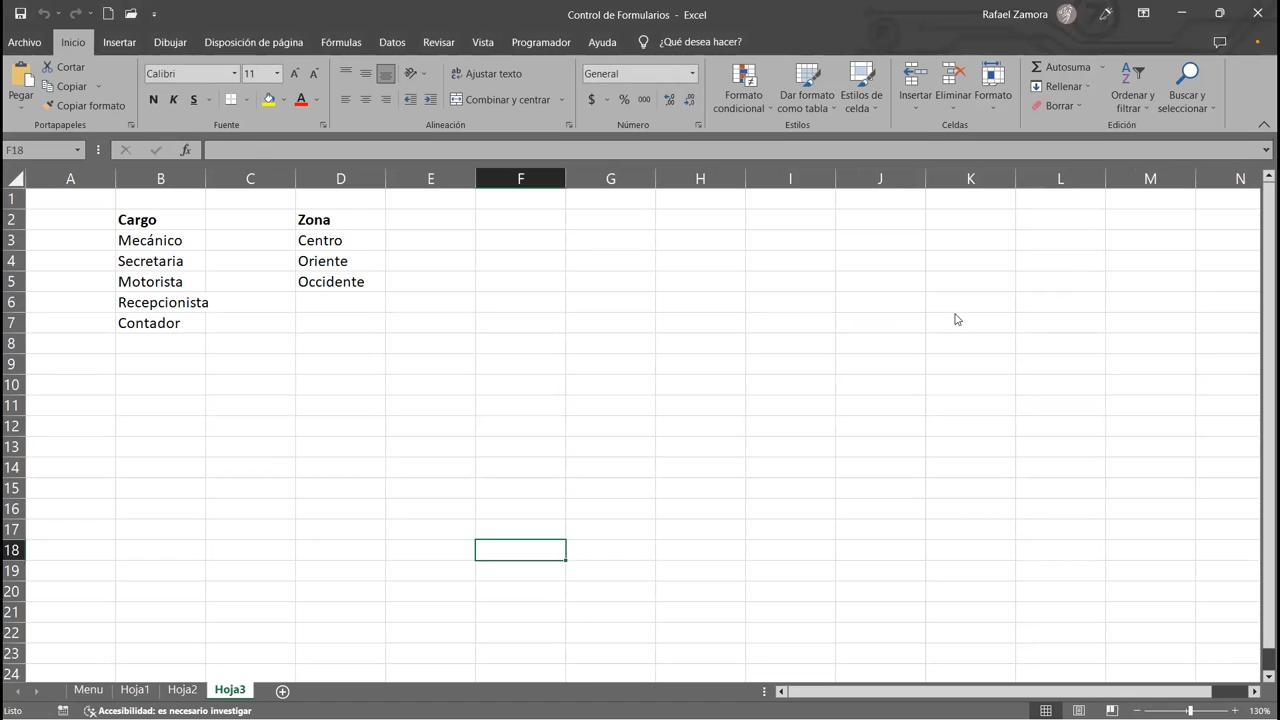 Control de Formularios - Excel
Rafael Zamora
Archivo Inicio Insertar Dibujar Disposición de página Fórmulas Datos Revisar Vista Programador Ayuda ¿Qué desea hacer?
Pegar
Cortar
Copiar
Copiar formato
Portapapeles
Calibri 11
N K S
Fuente
Ajustar texto
Combinar y centrar
Alineación
General
$ % 000
Número
Formato condicional
Dar formato como tabla
Estilos de celda
Estilos
Insertar Eliminar Formato
Celdas
Autosuma
Rellenar
Borrar
Ordenar y filtrar
Buscar y seleccionar
Edición
F18
fx
A B C D E F G H I J K L M N
1
2 Cargo Zona
3 Mecánico Centro
4 Secretaria Oriente
5 Motorista Occidente
6 Recepcionista
7 Contador
8
9
10
11
12
13
14
15
16
17
18
19
20
21
22
23
24
Menu Hoja1 Hoja2 Hoja3
Listo Accesibilidad: es necesario investigar 130%